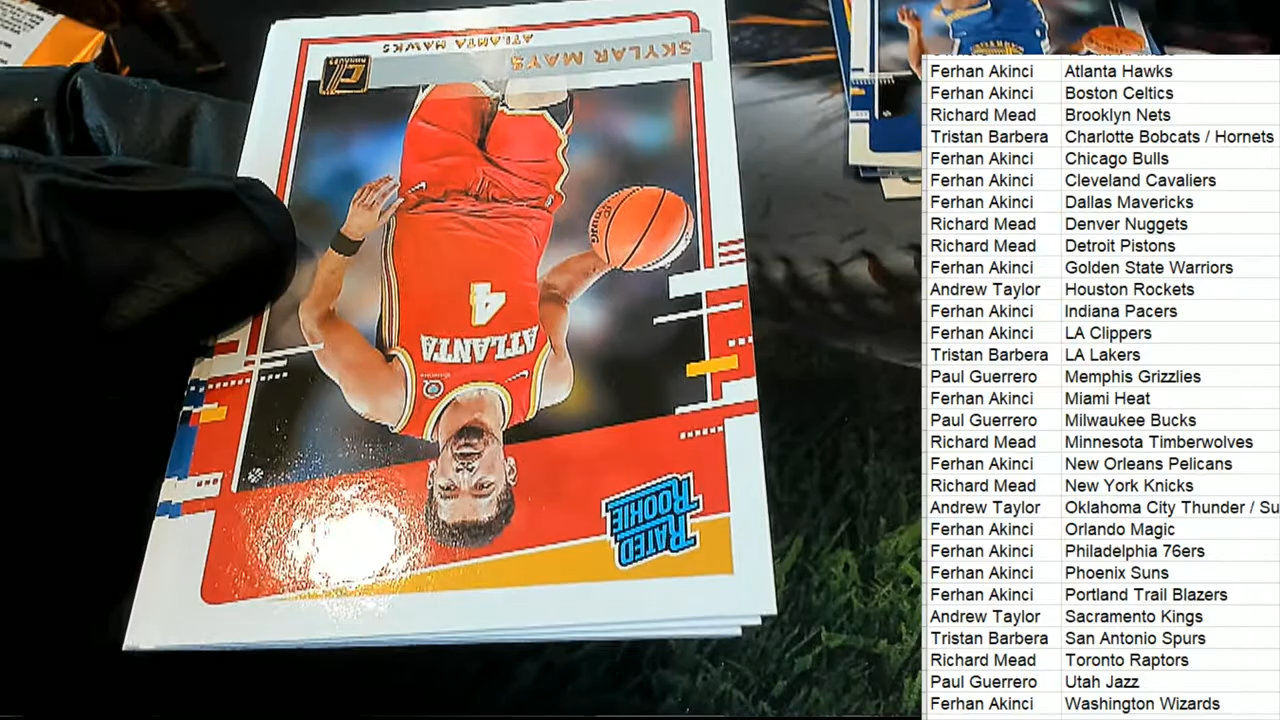 SKYLAR MAYS
ATLANTA HAWKS
DONRUSS
4
ATLANTA
RATED
ROOKIE
Ferhan Akinci Atlanta Hawks
Ferhan Akinci Boston Celtics
Richard Mead Brooklyn Nets
Tristan Barbera Charlotte Bobcats / Hornets
Ferhan Akinci Chicago Bulls
Ferhan Akinci Cleveland Cavaliers
Ferhan Akinci Dallas Mavericks
Richard Mead Denver Nuggets
Richard Mead Detroit Pistons
Ferhan Akinci Golden State Warriors
Andrew Taylor Houston Rockets
Ferhan Akinci Indiana Pacers
Ferhan Akinci LA Clippers
Tristan Barbera LA Lakers
Paul Guerrero Memphis Grizzlies
Ferhan Akinci Miami Heat
Paul Guerrero Milwaukee Bucks
Richard Mead Minnesota Timberwolves
Ferhan Akinci New Orleans Pelicans
Richard Mead New York Knicks
Andrew Taylor Oklahoma City Thunder / Su
Ferhan Akinci Orlando Magic
Ferhan Akinci Philadelphia 76ers
Ferhan Akinci Phoenix Suns
Ferhan Akinci Portland Trail Blazers
Andrew Taylor Sacramento Kings
Tristan Barbera San Antonio Spurs
Richard Mead Toronto Raptors
Paul Guerrero Utah Jazz
Ferhan Akinci Washington Wizards